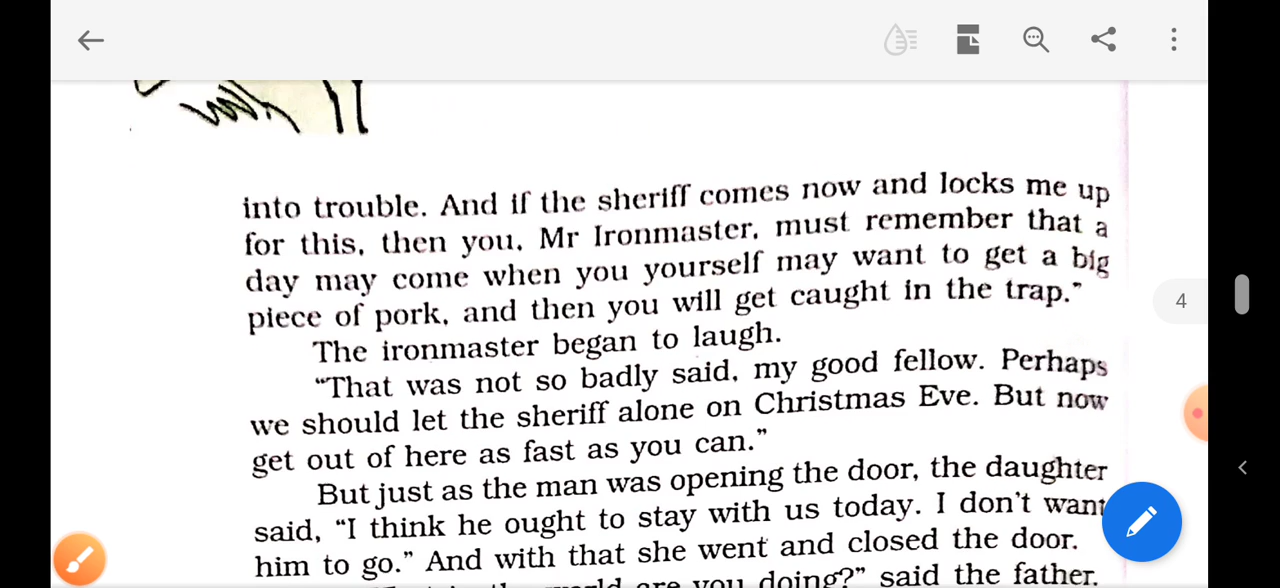 into trouble. And if the sheriff comes now and locks me up
for this, then you, Mr Ironmaster, must remember that a
day may come when you yourself may want to get a big
piece of pork, and then you will get caught in the trap.”
The ironmaster began to laugh.
“That was not so badly said, my good fellow. Perhaps
we should let the sheriff alone on Christmas Eve. But now
get out of here as fast as you can.”
But just as the man was opening the door, the daughter
said, “I think he ought to stay with us today. I don’t want
him to go.” And with that she went and closed the door.
are you doing?” said the father.
4